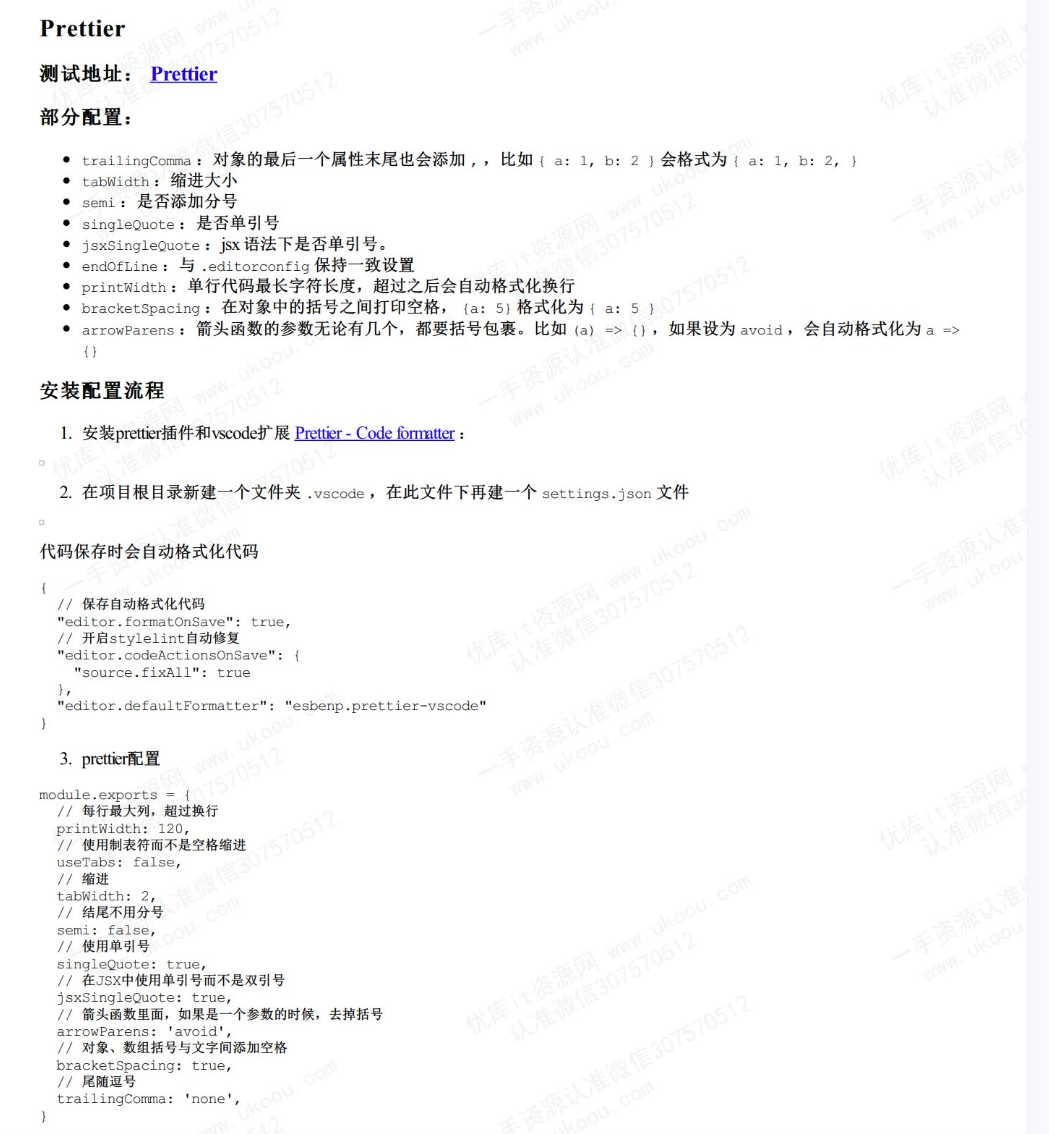 Prettier
测试地址： Prettier
部分配置：
trailingComma：对象的最后一个属性末尾也会添加 , ，比如 { a: 1, b: 2 } 会格式为 { a: 1, b: 2, }
tabWidth：缩进大小
semi：是否添加分号
singleQuote：是否单引号
jsxSingleQuote：jsx 语法下是否单引号。
endOfLine：与 .editorconfig 保持一致设置
printWidth：单行代码最长字符长度，超过之后会自动格式化换行
bracketSpacing：在对象中的括号之间打印空格， {a: 5} 格式化为 { a: 5 }
arrowParens：箭头函数的参数无论有几个，都要括号包裹。比如 (a) => {} ，如果设为 avoid ，会自动格式化为 a =>
{}
安装配置流程
1. 安装prettier插件和vscode扩展 Prettier - Code formatter ：
2. 在项目根目录新建一个文件夹 .vscode ，在此文件下再建一个 settings.json 文件
代码保存时会自动格式化代码
{
// 保存自动格式化代码
"editor.formatOnSave": true,
// 开启stylelint自动修复
"editor.codeActionsOnSave": {
"source.fixAll": true
},
"editor.defaultFormatter": "esbenp.prettier-vscode"
}
3. prettier配置
module.exports = {
// 每行最大列，超过换行
printWidth: 120,
// 使用制表符而不是空格缩进
useTabs: false,
// 缩进
tabWidth: 2,
// 结尾不用分号
semi: false,
// 使用单引号
singleQuote: true,
// 在JSX中使用单引号而不是双引号
jsxSingleQuote: true,
// 箭头函数里面，如果是一个参数的时候，去掉括号
arrowParens: 'avoid',
// 对象、数组括号与文字间添加空格
bracketSpacing: true,
// 尾随逗号
trailingComma: 'none',
}
优库it资源网 www.ukoou.com
一手资源认准微信307570512